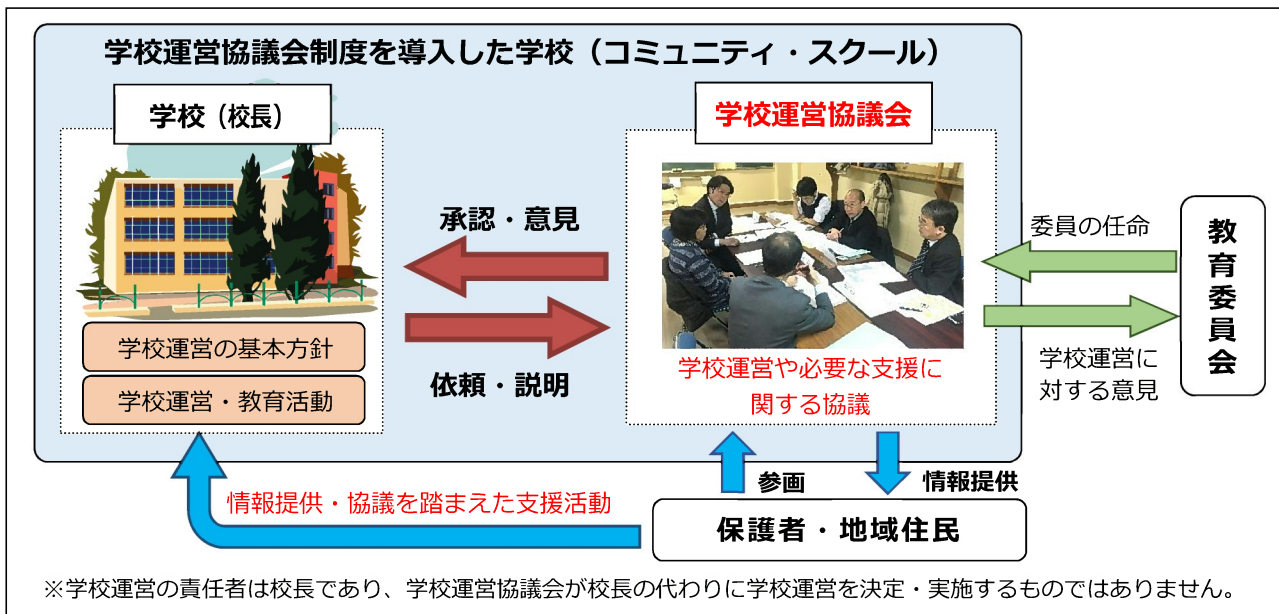 学校運営協議会制度を導入した学校（コミュニティ・スクール）
学校（校長）
学校運営協議会
承認・意見
依頼・説明
学校運営の基本方針
学校運営・教育活動
学校運営や必要な支援に
関する協議
委員の任命
学校運営に
対する意見
教育委員会
参画
情報提供
情報提供・協議を踏まえた支援活動
保護者・地域住民
※学校運営の責任者は校長であり、学校運営協議会が校長の代わりに学校運営を決定・実施するものではありません。